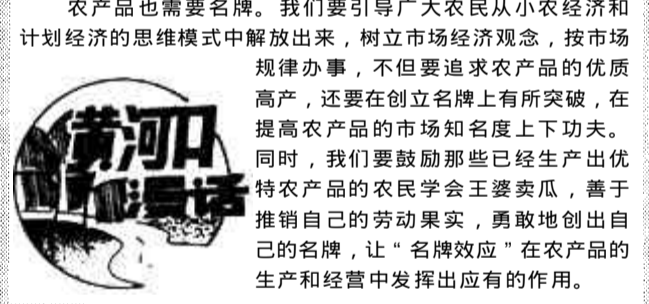 农产品也需要名牌。我们要引导广大农民从小农经济和
计划经济的思维模式中解放出来，树立市场经济观念，按市场
规律办事，不但要追求农产品的优质
高产，还要在创立名牌上有所突破，在
提高农产品的市场知名度上下功夫。
同时，我们要鼓励那些已经生产出优
特农产品的农民学会王婆卖瓜，善于
推销自己的劳动果实，勇敢地创出自
己的名牌，让“名牌效应”在农产品的
生产和经营中发挥出应有的作用。
黄河口
漫话